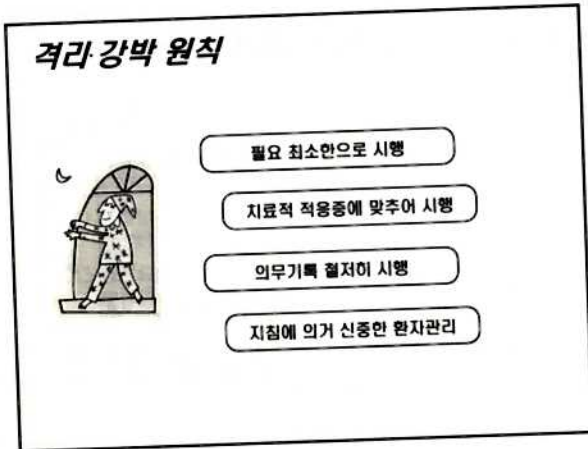 격리·강박 원칙
필요 최소한으로 시행
치료적 적응중에 맞추어 시행
의무기록 철저히 시행
지침에 의거 신중한 환자관리